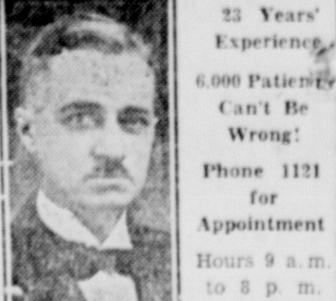 23 Years'
Experience
6,000 Patients
Can't Be
Wrong!
Phone 1121
for
Appointment
Hours 9 a. m.
to 8 p. m.